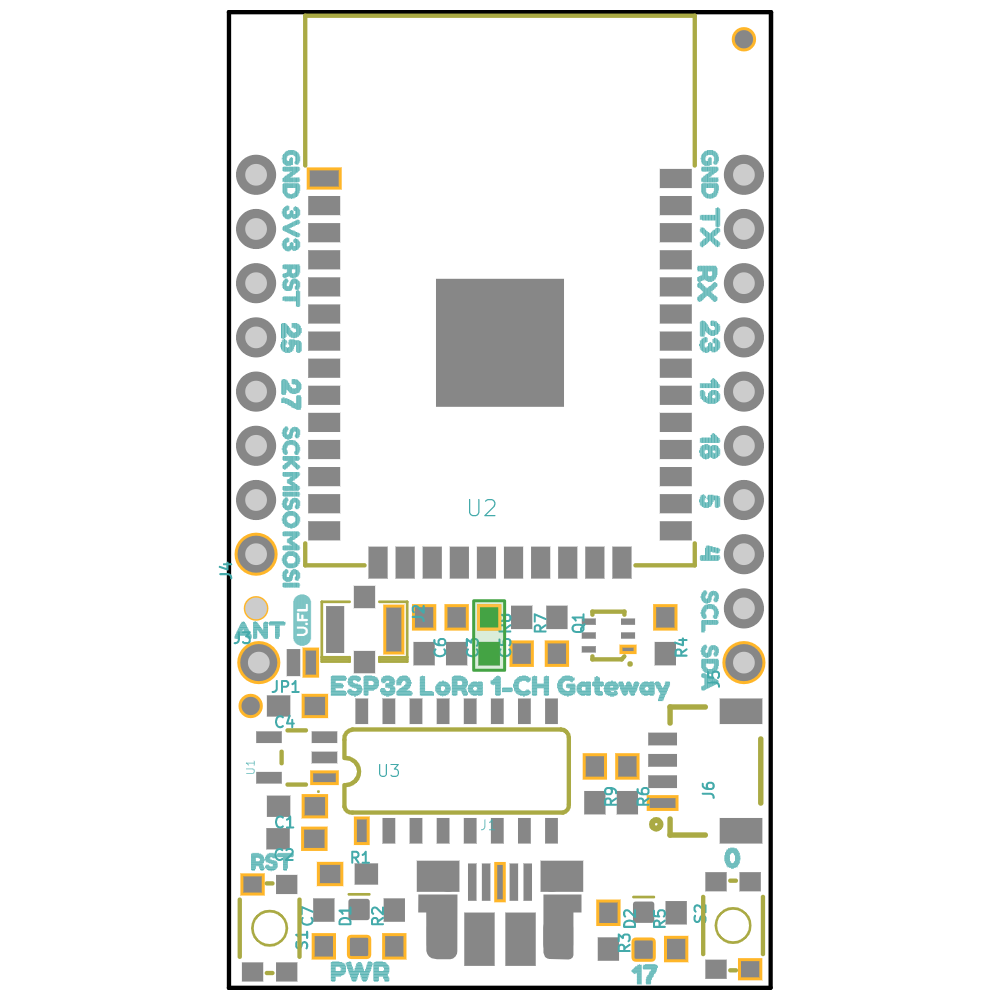 GND
3V3
RST
25
27
SCK
MISO
MOSI
J4
GND
TX
RX
23
19
18
5
4
SCL
SDA
J5
U2
U.FL
ANT
J3
JP1
C6
C3
C5
R8
R7
Q1
R4
ESP32 LoRa 1-CH Gateway
C4
U1
U3
J1
R9
R6
J6
C1
C2
RST
R1
0
C7
D1
R2
S1
D2
R5
R3
S2
PWR
17